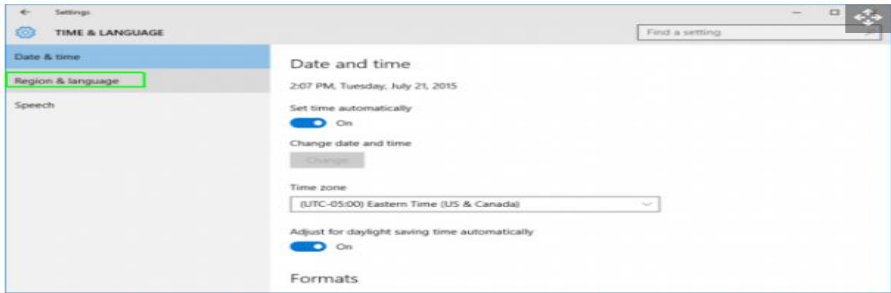 Settings
TIME & LANGUAGE
Find a setting
Date & time
Region & language
Speech
Date and time
2:07 PM, Tuesday, July 21, 2015
Set time automatically
On
Change date and time
Change
Time zone
(UTC-05:00) Eastern Time (US & Canada)
Adjust for daylight saving time automatically
On
Formats